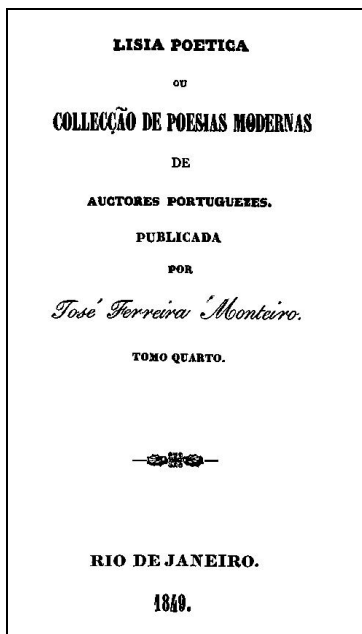 LISIA POETICA
OU
COLLECÇÃO DE POESIAS MODERNAS
DE
AUCTORES PORTUGUEZES.
PUBLICADA
POR
José Ferreira Monteiro.
TOMO QUARTO.
RIO DE JANEIRO.
1849.